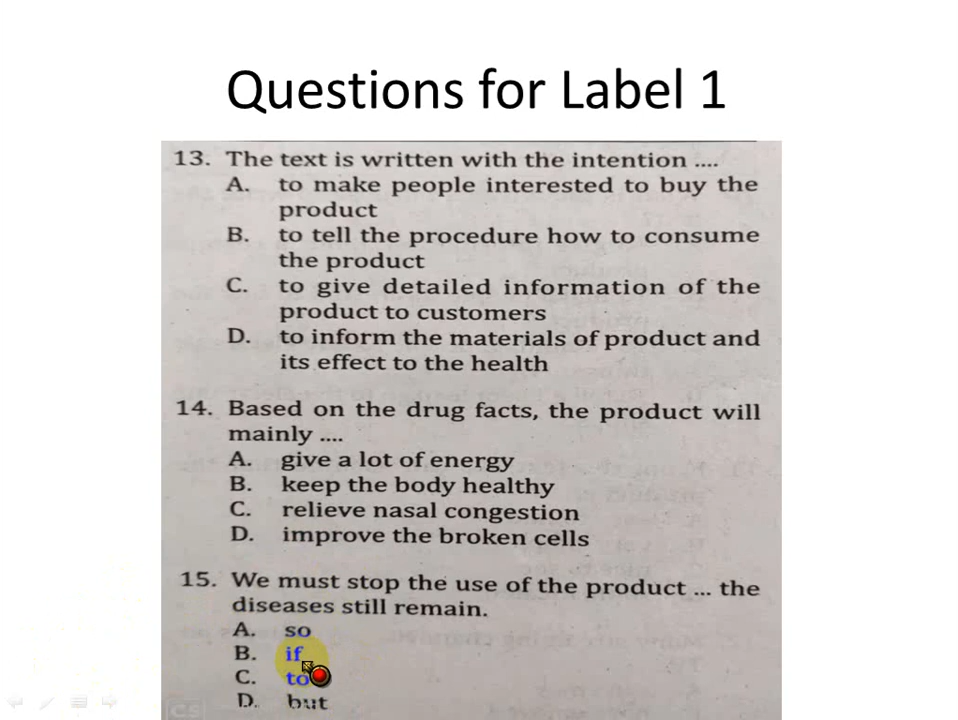 Questions for Label 1
13. The text is written with the intention ....
A. to make people interested to buy the
product
B. to tell the procedure how to consume
the product
C. to give detailed information of the
product to customers
D. to inform the materials of product and
its effect to the health
14. Based on the drug facts, the product will
mainly ....
A. give a lot of energy
B. keep the body healthy
C. relieve nasal congestion
D. improve the broken cells
15. We must stop the use of the product ... the
diseases still remain.
A. so
B. if
C. to
D. but
CS